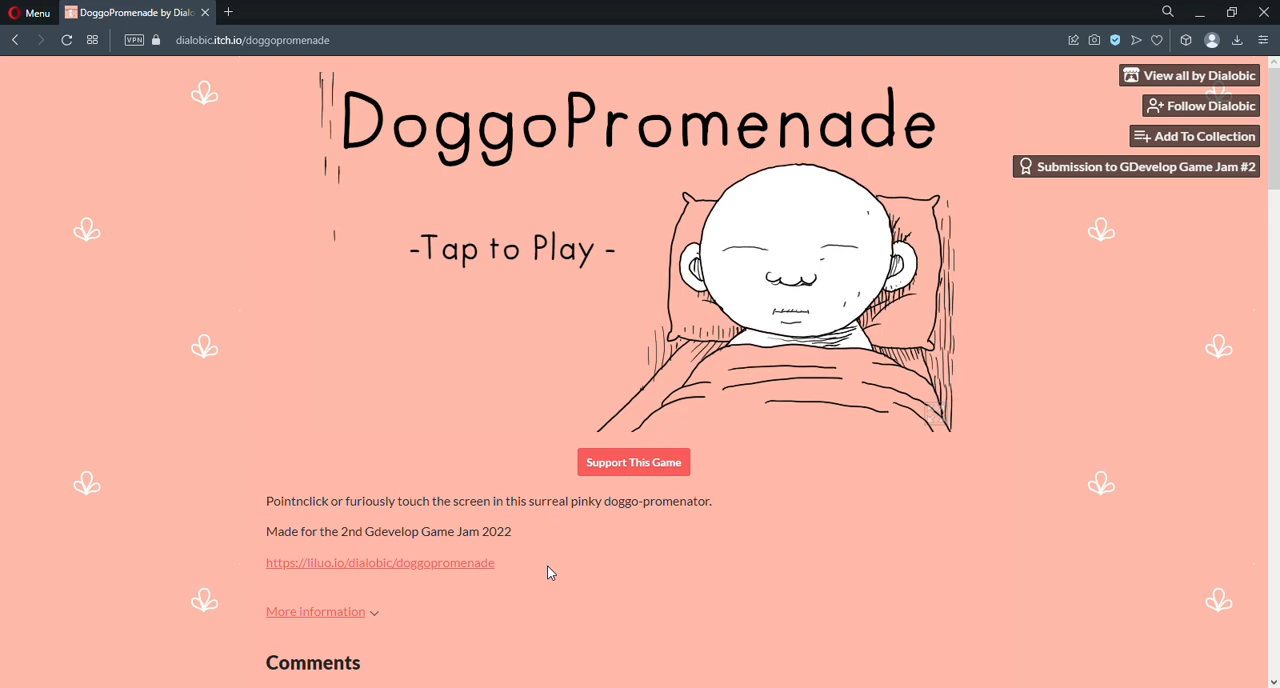 Menu
DoggoPromenade by Dialo
VPN
dialobic.itch.io/doggopromenade
View all by Dialobic
Follow Dialobic
Add To Collection
Submission to GDevelop Game Jam #2
DoggoPromenade
-Tap to Play -
Support This Game
Pointnclick or furiously touch the screen in this surreal pinky doggo-promenator.
Made for the 2nd Gdevelop Game Jam 2022
https://liluo.io/dialobic/doggopromenade
More information
Comments